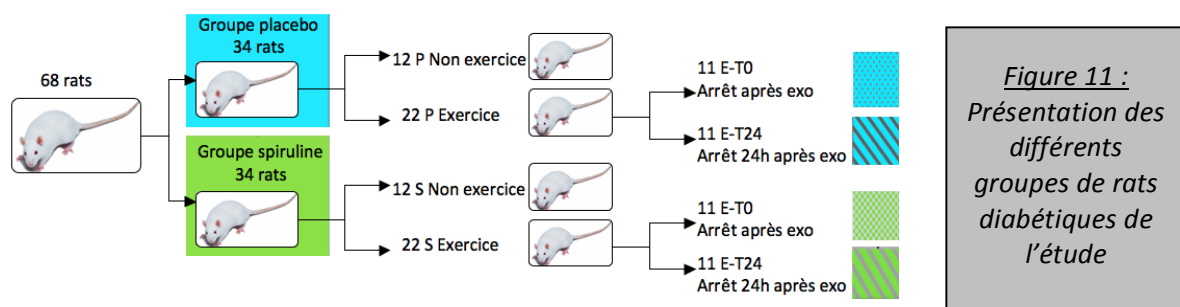 68 rats
Groupe placebo
34 rats
12 P Non exercice
22 P Exercice
11 E-T0
Arrêt après exo
11 E-T24
Arrêt 24h après exo
Groupe spiruline
34 rats
12 S Non exercice
22 S Exercice
11 E-T0
Arrêt après exo
11 E-T24
Arrêt 24h après exo
Figure 11 :
Présentation des
différents
groupes de rats
diabétiques de
l’étude